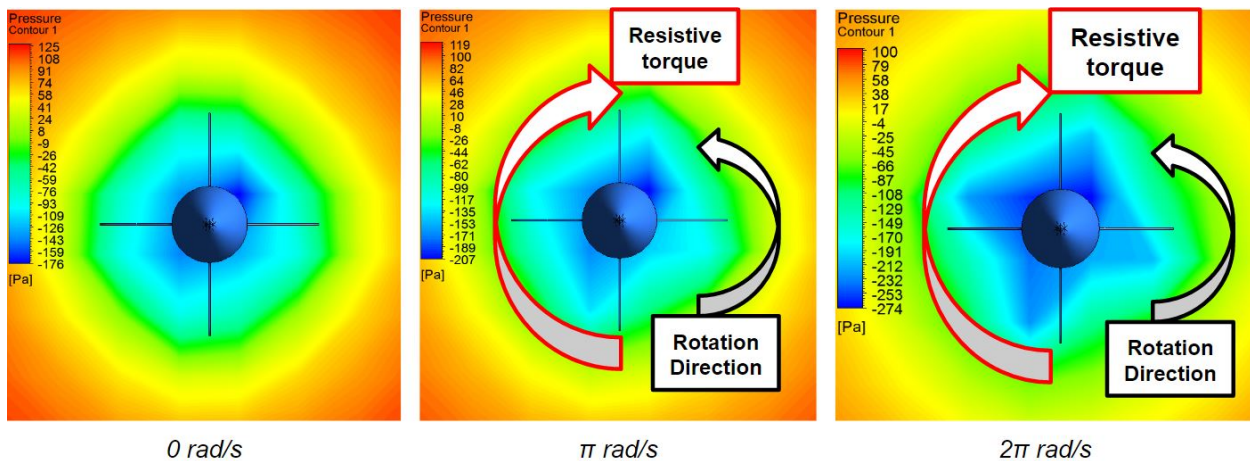 Pressure
Contour 1
125
108
91
74
58
41
24
8
-9
-26
-42
-59
-76
-93
-109
-126
-143
-159
-176
[Pa]
0 rad/s
Pressure
Contour 1
119
100
82
64
46
28
10
-8
-26
-44
-62
-80
-99
-117
-135
-153
-171
-189
-207
[Pa]
Resistive
torque
Rotation
Direction
π rad/s
Pressure
Contour 1
100
79
58
38
17
-4
-25
-45
-66
-87
-108
-129
-149
-170
-191
-212
-232
-253
-274
[Pa]
Resistive
torque
Rotation
Direction
2π rad/s